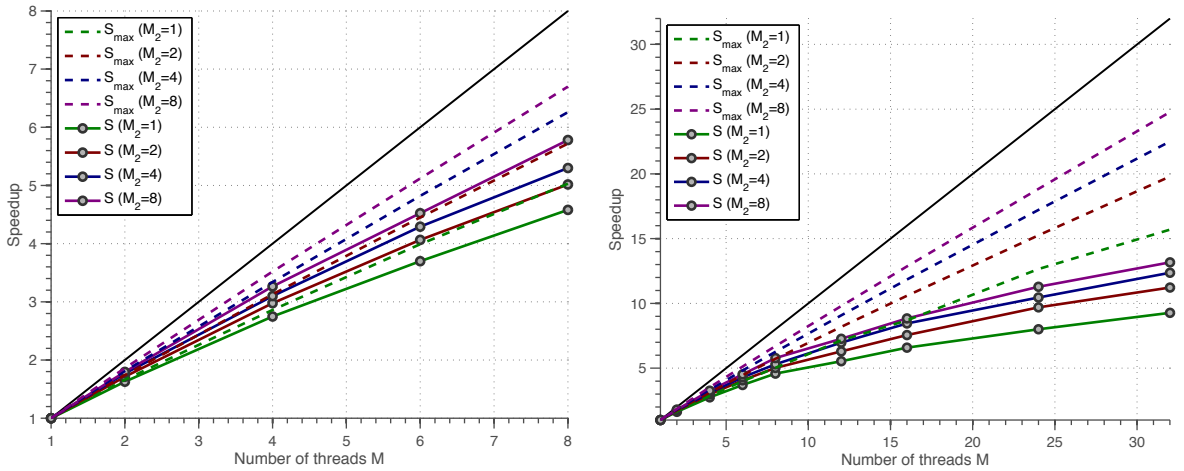 8
7
6
5
4
3
2
1
Speedup
S_max (M_2=1)
S_max (M_2=2)
S_max (M_2=4)
S_max (M_2=8)
S (M_2=1)
S (M_2=2)
S (M_2=4)
S (M_2=8)
1 2 3 4 5 6 7 8
Number of threads M
30
25
20
15
10
5
Speedup
S_max (M_2=1)
S_max (M_2=2)
S_max (M_2=4)
S_max (M_2=8)
S (M_2=1)
S (M_2=2)
S (M_2=4)
S (M_2=8)
5 10 15 20 25 30
Number of threads M